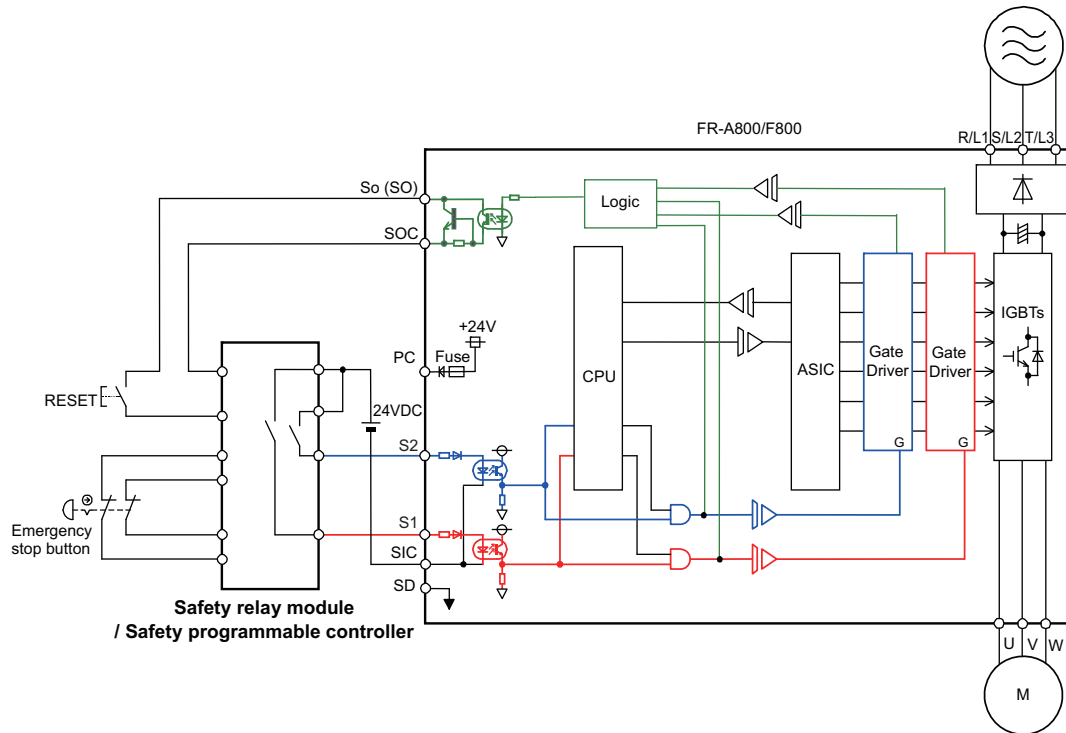 FR-A800/F800
R/L1 S/L2 T/L3
So (SO)
Logic
SOC
+24V
PC
Fuse
IGBTs
CPU
ASIC
Gate
Driver
Gate
Driver
RESET
24VDC
S2
G
G
Emergency
stop button
S1
SIC
SD
Safety relay module
/ Safety programmable controller
U
V
W
M